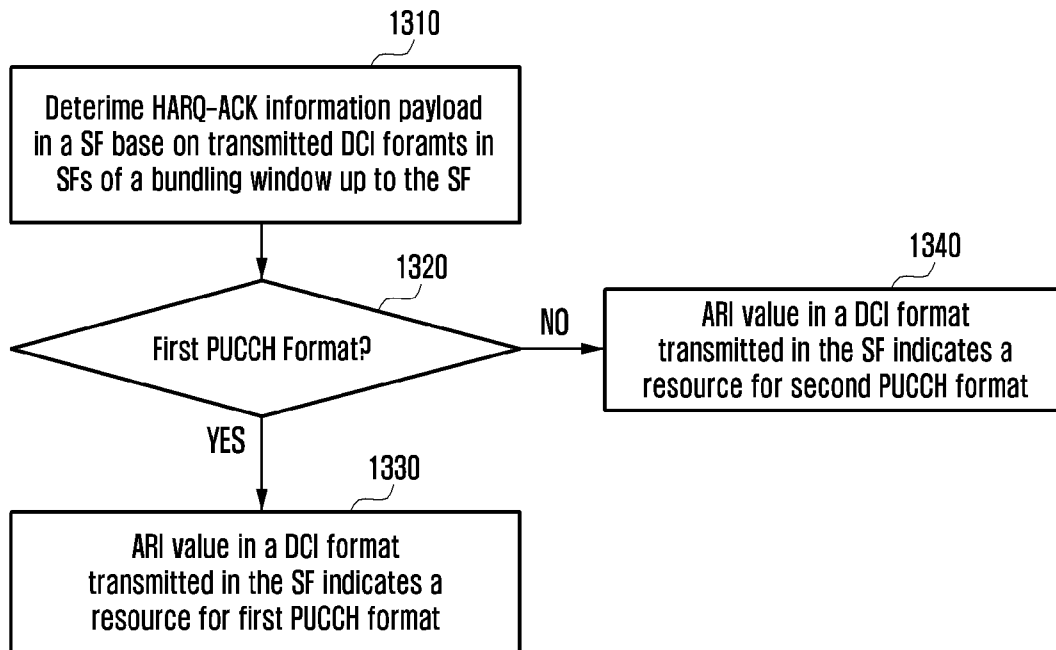 1310
Deterime HARQ-ACK information payload
in a SF base on transmitted DCI foramts in
SFs of a bundling window up to the SF
1320
First PUCCH Format?
NO
1340
ARI value in a DCI format
transmitted in the SF indicates a
resource for second PUCCH format
YES
1330
ARI value in a DCI format
transmitted in the SF indicates a
resource for first PUCCH format